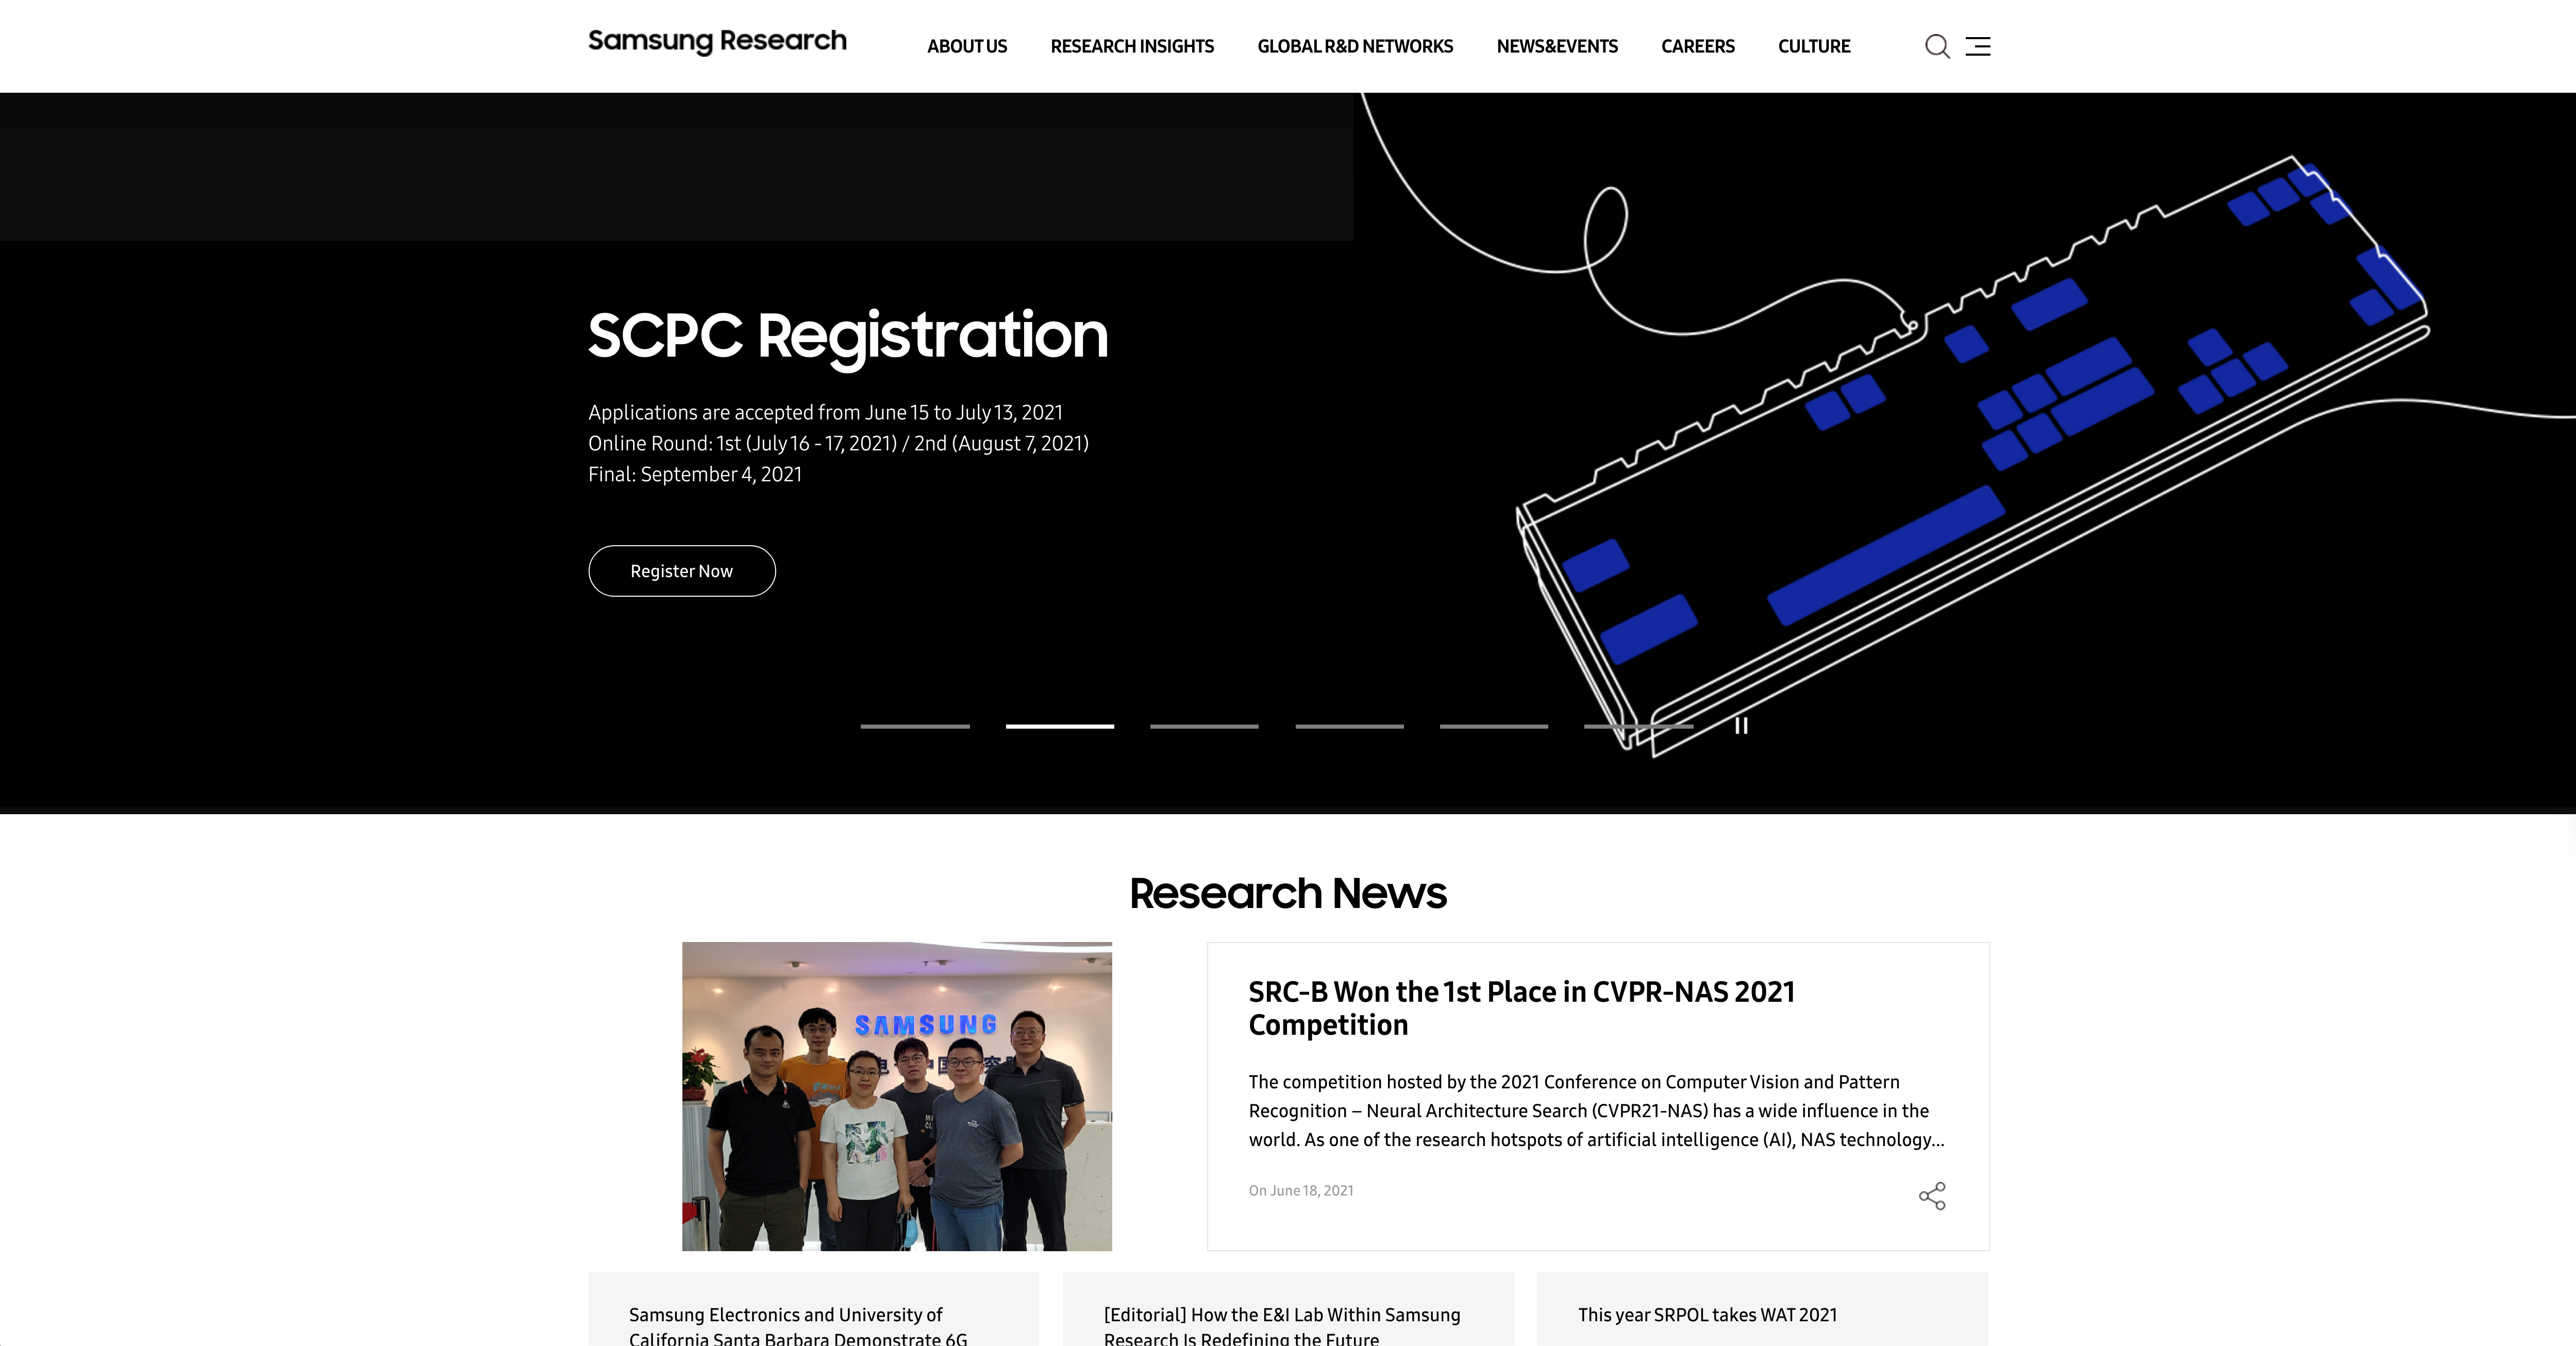 Samsung Research
ABOUT US
RESEARCH INSIGHTS
GLOBAL R&D NETWORKS
NEWS&EVENTS
CAREERS
CULTURE
SCPC Registration
Applications are accepted from June 15 to July 13, 2021
Online Round: 1st (July 16 - 17, 2021) / 2nd (August 7, 2021)
Final: September 4, 2021
Register Now
Research News
SAMSUNG
SRC-B Won the 1st Place in CVPR-NAS 2021
Competition
The competition hosted by the 2021 Conference on Computer Vision and Pattern
Recognition – Neural Architecture Search (CVPR21-NAS) has a wide influence in the
world. As one of the research hotspots of artificial intelligence (AI), NAS technology...
On June 18, 2021
Samsung Electronics and University of
California Santa Barbara Demonstrate 6G
[Editorial] How the E&I Lab Within Samsung
Research Is Redefining the Future
This year SRPOL takes WAT 2021